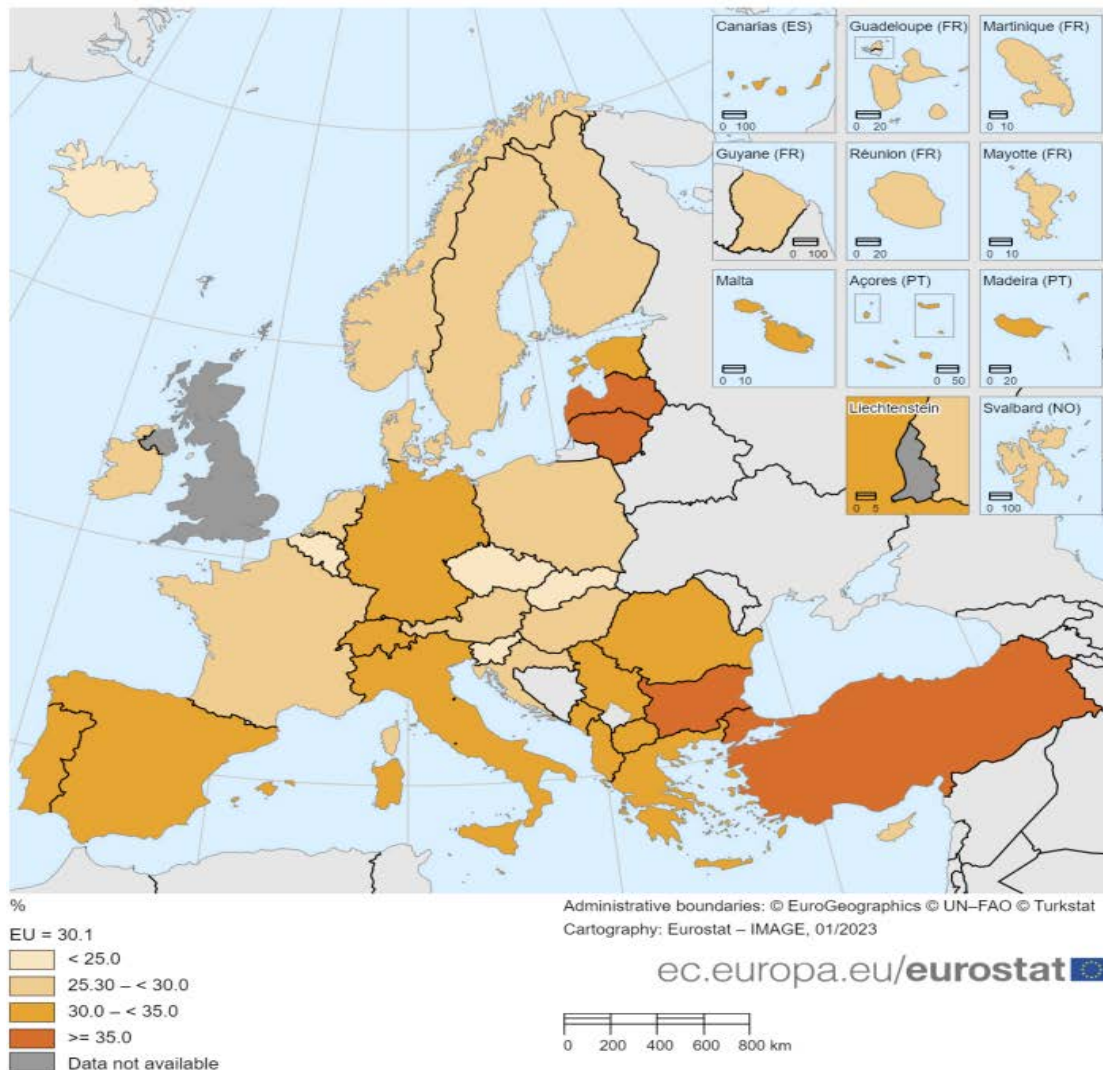 Canarias (ES)
0 100
Guadeloupe (FR)
0 20
Martinique (FR)
0 10
Guyane (FR)
0 100
Réunion (FR)
0 20
Mayotte (FR)
0 10
Malta
0 10
Açores (PT)
0 50
Madeira (PT)
0 20
Liechtenstein
0 5
Svalbard (NO)
0 100
%
EU = 30.1
< 25.0
25.30 – < 30.0
30.0 – < 35.0
>= 35.0
Data not available
Administrative boundaries: © EuroGeographics © UN–FAO © Turkstat
Cartography: Eurostat – IMAGE, 01/2023
ec.europa.eu/eurostat
0 200 400 600 800 km